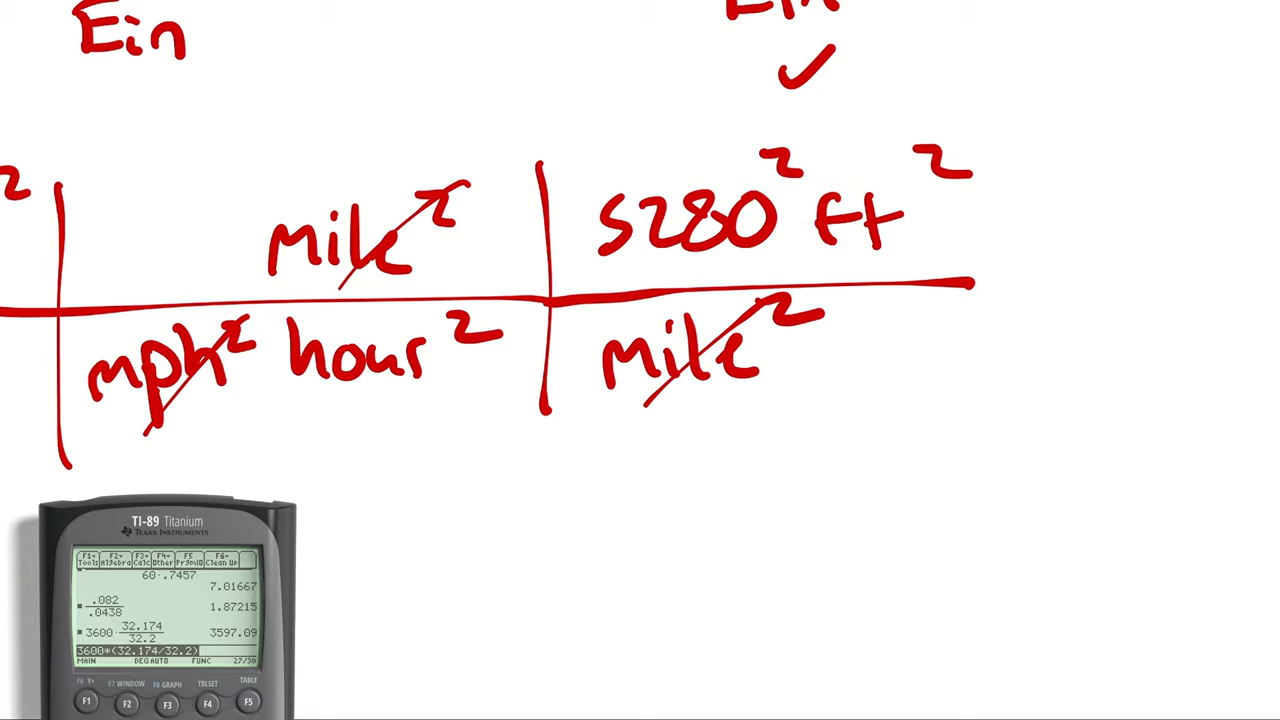 Ein
Ein
✓
2
mile²
5280² ft²
mph² hour²
mile²
TI-89 Titanium
TEXAS INSTRUMENTS
F1 F2 F3 F4 F5 F6
Tools Algebra Calc Other PrgmIO Clean Up
60·.7457
7.01667
.082
.0438
1.87215
3600·32.174
32.2
3597.09
3600*(32.174/32.2)
MAIN DEG AUTO FUNC 27/30
F6 Y= F7 WINDOW F8 GRAPH TBLSET TABLE
F1 F2 F3 F4 F5